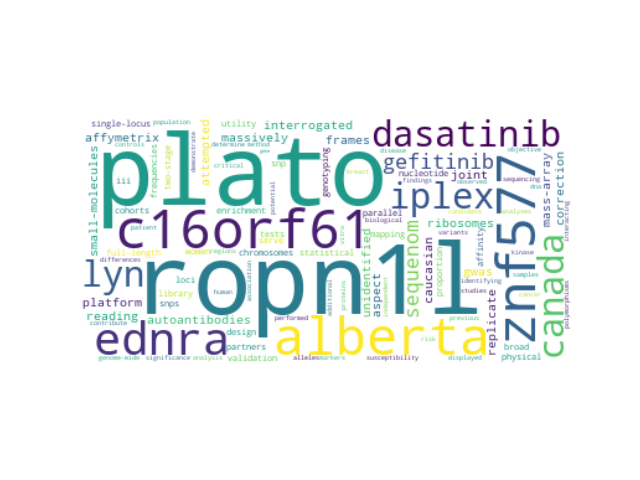 single-locus population utility interrogated
affymetrix controls massively frames dasatinib
plato
small-molecules iii frequencies two-stage demonstrate attempted determine method gene critical snp genotyping disease gefitinib objective
nucleotide joint findings observed sequencing dna
cohorts enrichment potential breast iplex candidate analyses mass-array correction
c16orf61 parallel biological ribosomes znf577 interacting
patient tests serve vitro mapping variants
full-length regions chromosomes statistical unidentified aspect sequenom caucasian proportion affinity kinase
lyn loci association proteins independent gwas identifying studies canada
library human ropn1l samples
platform snps additional cancer polymorphisms
reading autoantibodies performed previous
contribute design replicate
ednra partners alberta risk broad
genome-wide significance analysis validation alleles markers susceptibility displayed physical
differences